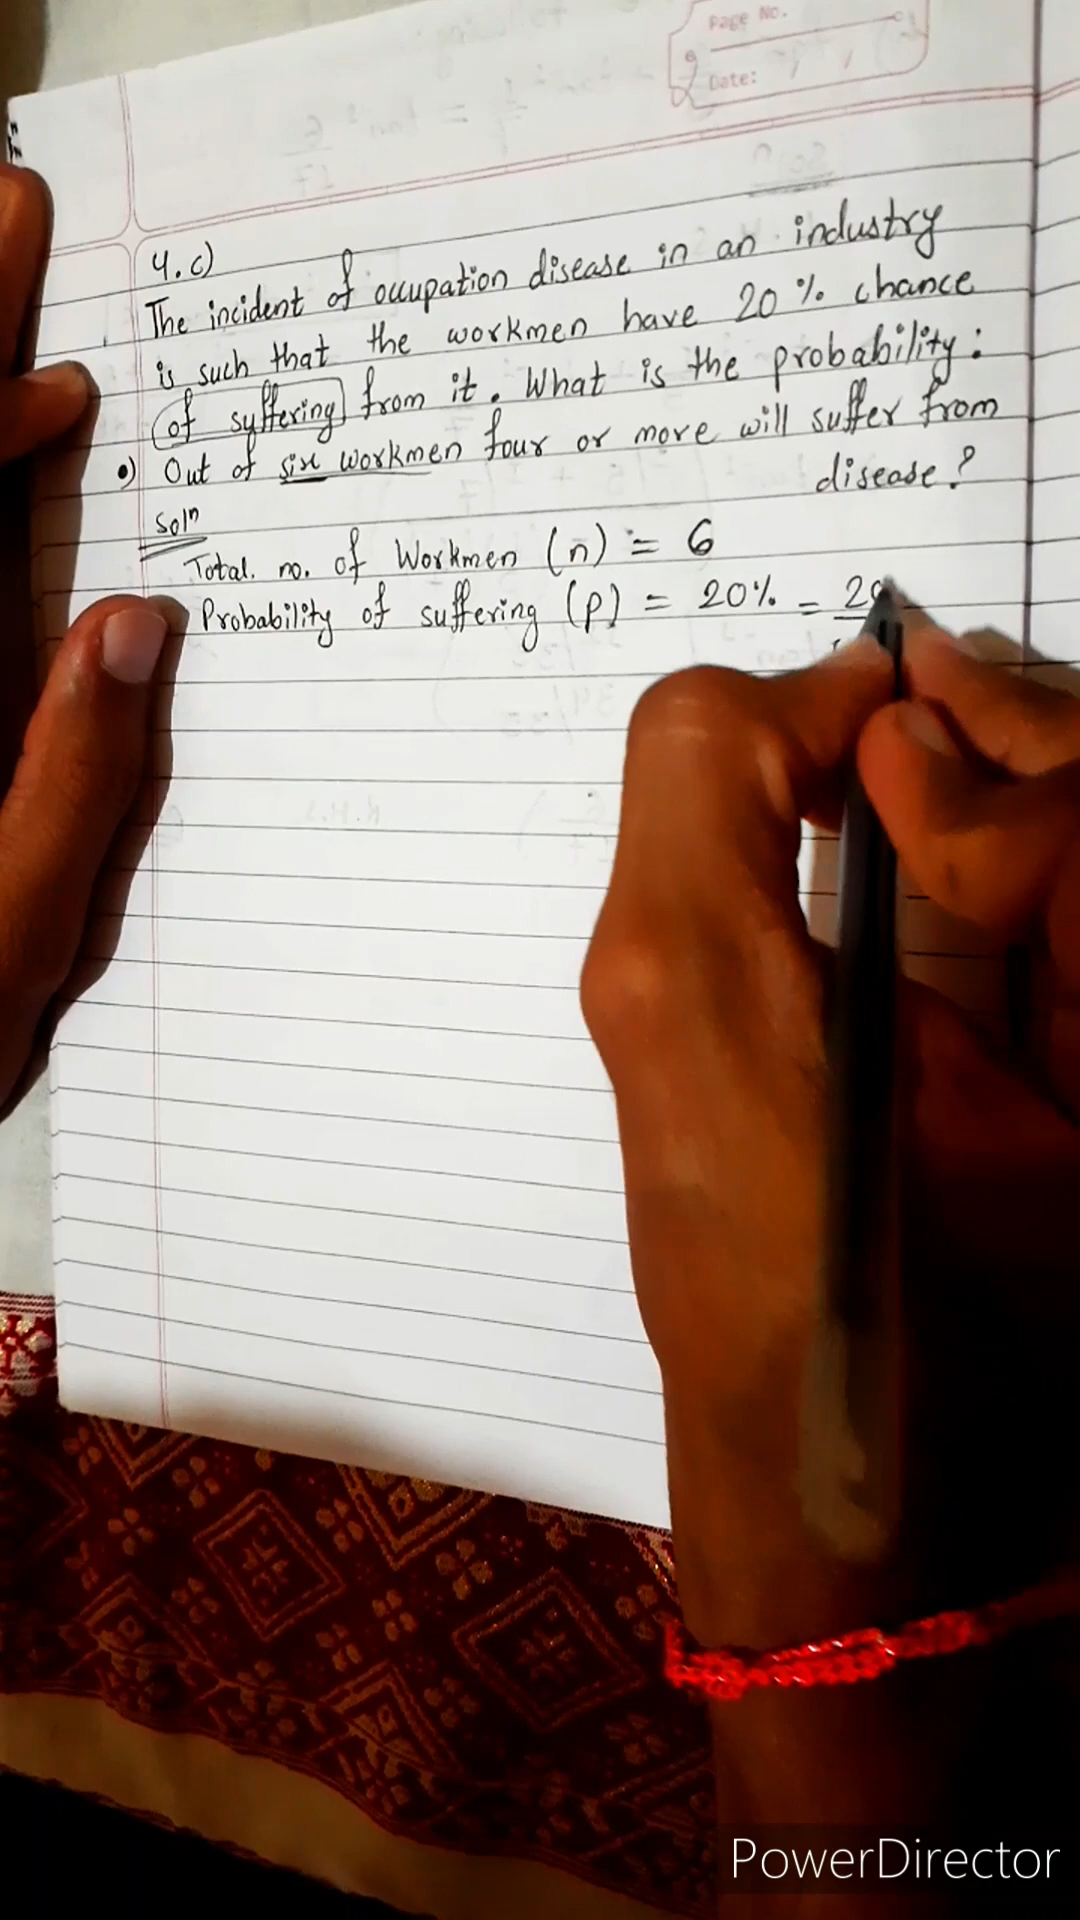 Page No.
Date: / /
4.c)
The incident of occupation disease in an industry
is such that the workmen have 20% chance
of suffering from it. What is the probability:
•) Out of six workmen four or more will suffer from
disease?
Soln
Total. no. of Workmen (n) = 6
Probability of suffering (p) = 20% = 20
PowerDirector